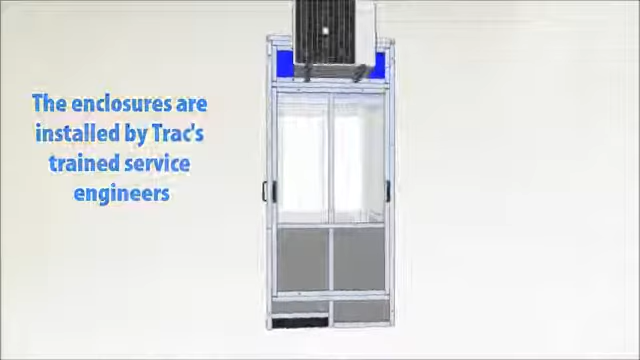 The enclosures are
installed by Trac's
trained service
engineers